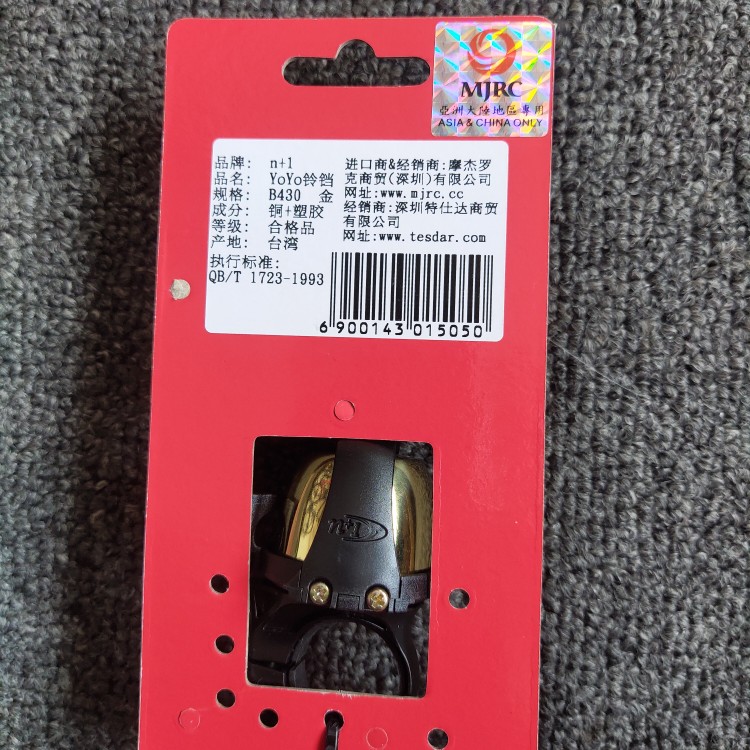 MJRC
亞洲大陸地區專用
ASIA & CHINA ONLY
品牌: n+1
品名: YoYo铃铛
规格: B430 金
成分: 铜+塑胶
等级: 合格品
产地: 台湾
执行标准:
QB/T 1723-1993
进口商&经销商:摩杰罗
克商贸(深圳)有限公司
网址:www.mjrc.cc
经销商:深圳特仕达商贸
有限公司
网址:www.tesdar.com
6 900143 015050
n+1